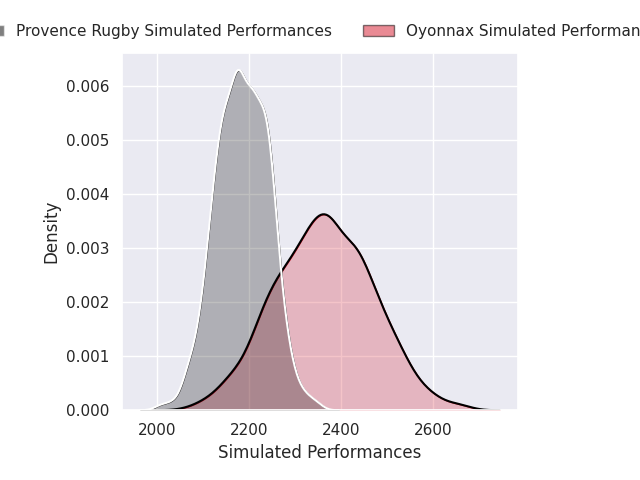 Provence Rugby Simulated Performances
Oyonnax Simulated Performan
0.006
0.005
0.004
0.003
0.002
0.001
0.000
Density
2000
2200
2400
2600
Simulated Performances